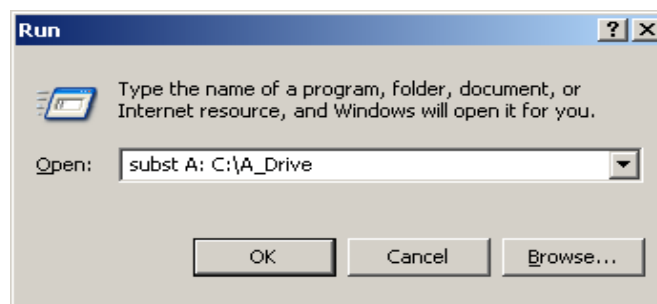 Run
Type the name of a program, folder, document, or
Internet resource, and Windows will open it for you.
Open: subst A: C:\A_Drive
OK Cancel Browse...